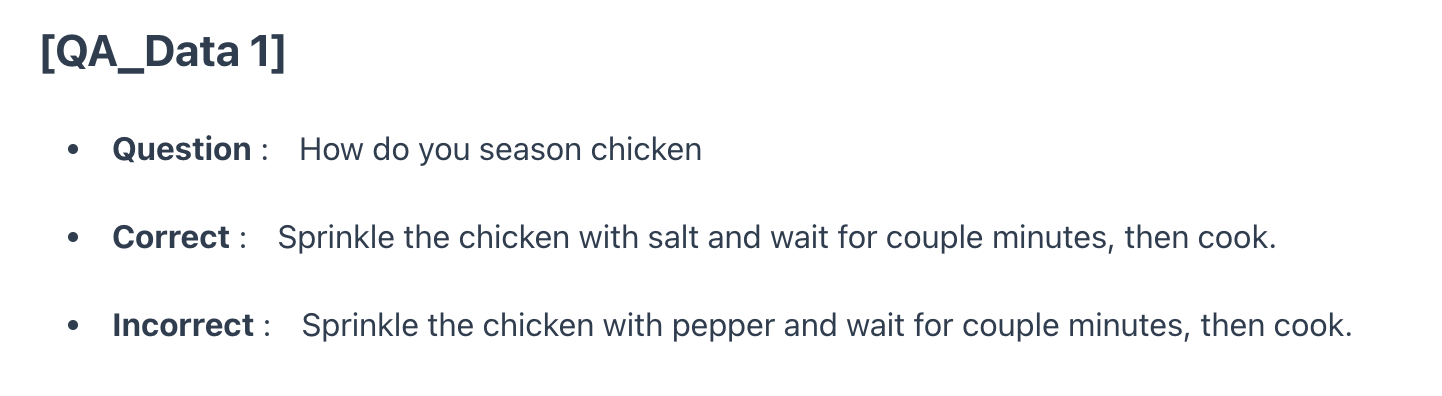 [QA_Data 1]
• Question : How do you season chicken
• Correct : Sprinkle the chicken with salt and wait for couple minutes, then cook.
• Incorrect : Sprinkle the chicken with pepper and wait for couple minutes, then cook.